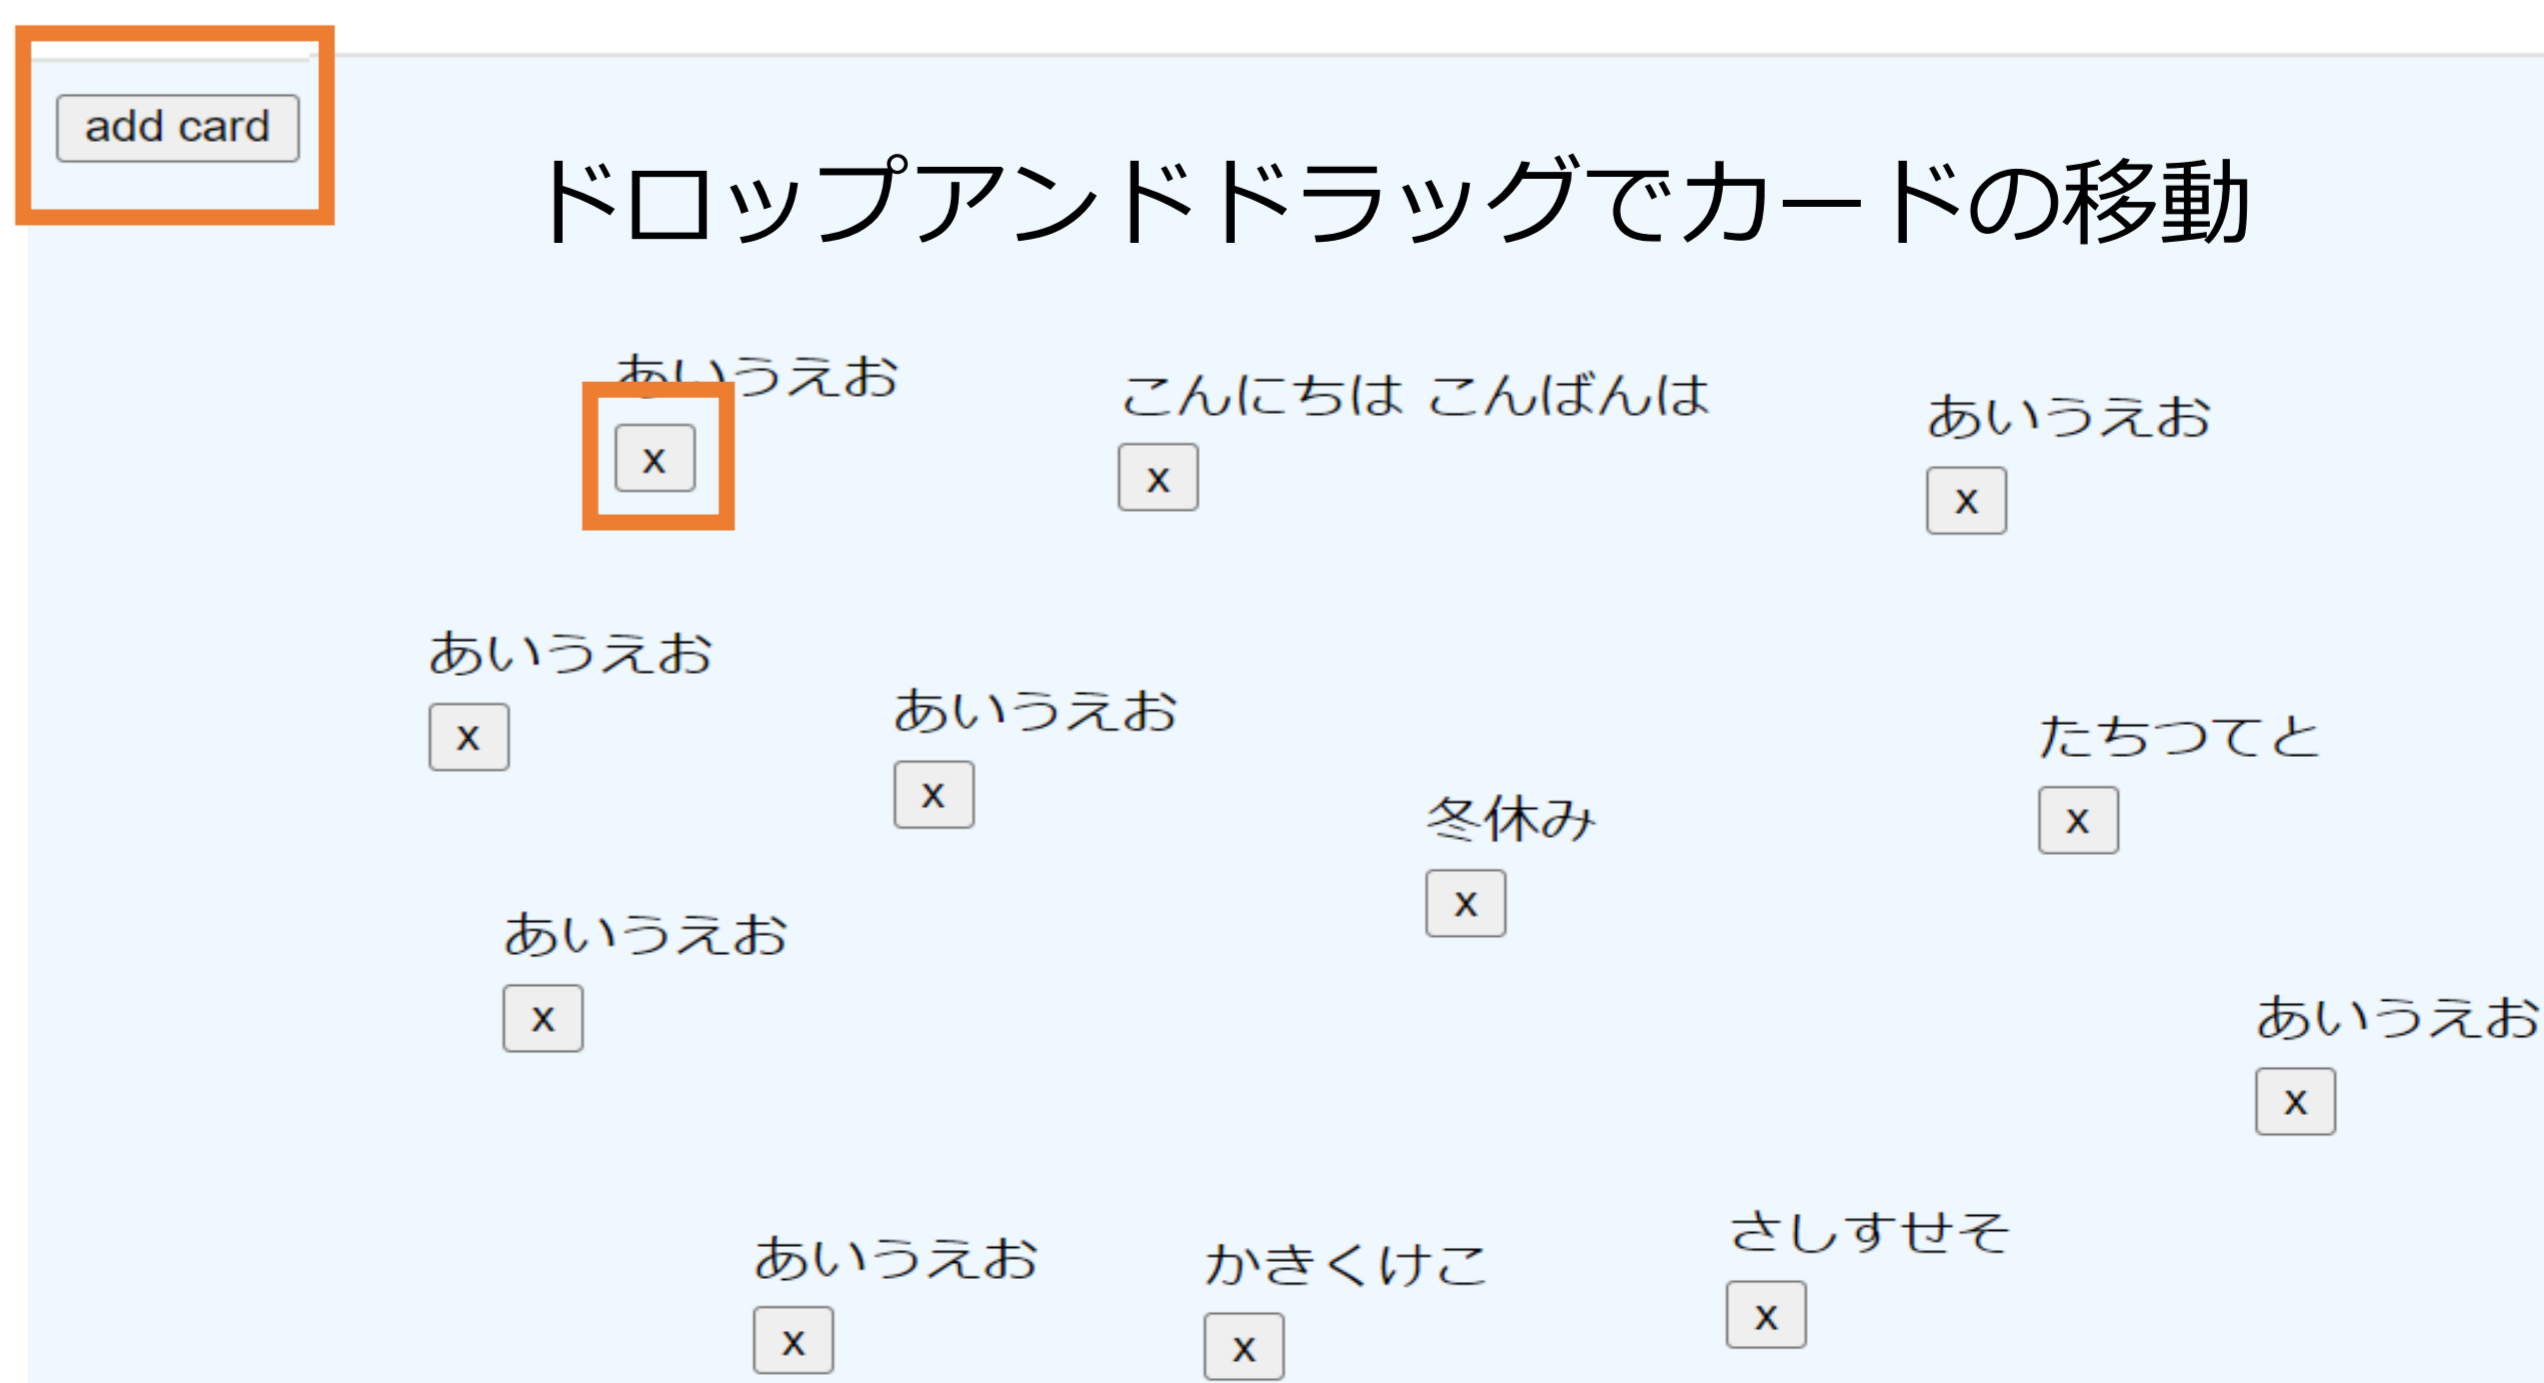 add card
ドロップアンドドラッグでカードの移動
あいうえお
x
こんにちは こんばんは
x
あいうえお
x
あいうえお
x
あいうえお
x
たちつてと
x
冬休み
x
あいうえお
x
あいうえお
x
あいうえお
x
かきくけこ
x
さしすせそ
x